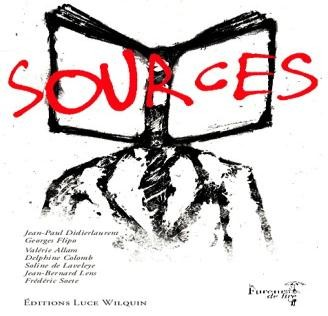 SOURCES
Jean-Paul Didierlaurent
Georges Flipo
Valérie Allam
Delphine Colomb
Soline de Laveleye
Jean-Bernard Lens
Frédéric Soete
ÉDITIONS LUCE WILQUIN
Fureur
de lire